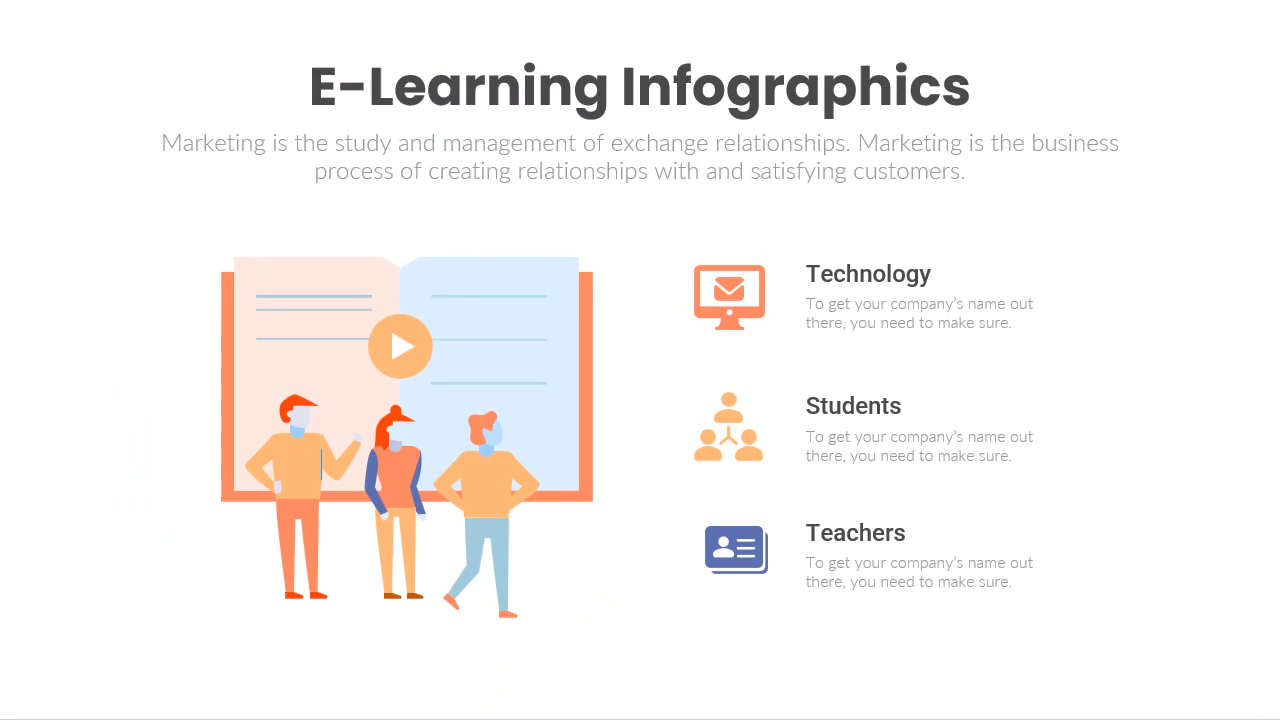 E-Learning Infographics
Marketing is the study and management of exchange relationships. Marketing is the business
process of creating relationships with and satisfying customers.
Technology
To get your company's name out
there, you need to make sure.
Students
To get your company's name out
there, you need to make sure.
Teachers
To get your company's name out
there, you need to make sure.